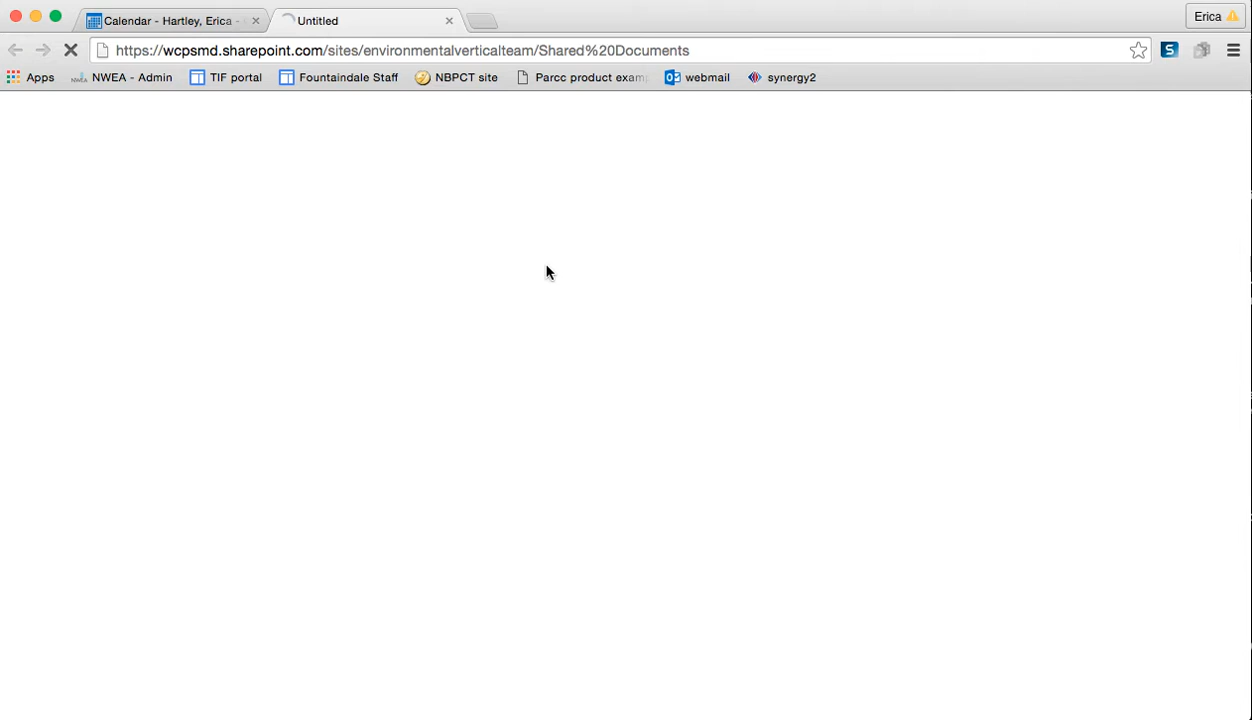 Calendar - Hartley, Erica -
Untitled
Erica
https://wcpsmd.sharepoint.com/sites/environmentalverticalteam/Shared%20Documents
Apps
NWEA - Admin
TIF portal
Fountaindale Staff
NBPCT site
Parcc product exam
webmail
synergy2